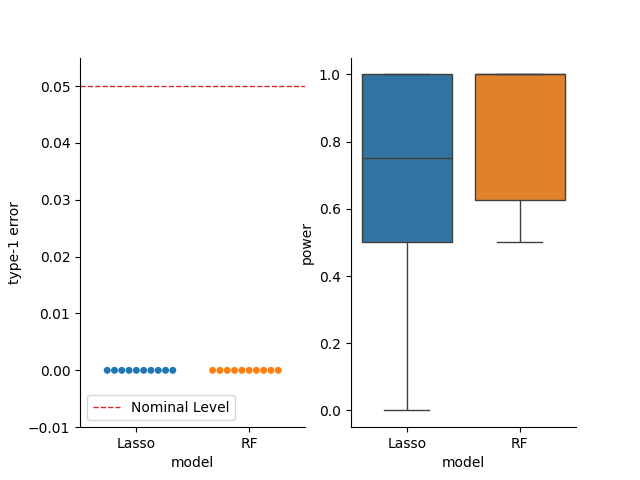 type-1 error
0.05
0.04
0.03
0.02
0.01
0.00
−0.01
Nominal Level
Lasso
RF
model
power
1.0
0.8
0.6
0.4
0.2
0.0
Lasso
RF
model